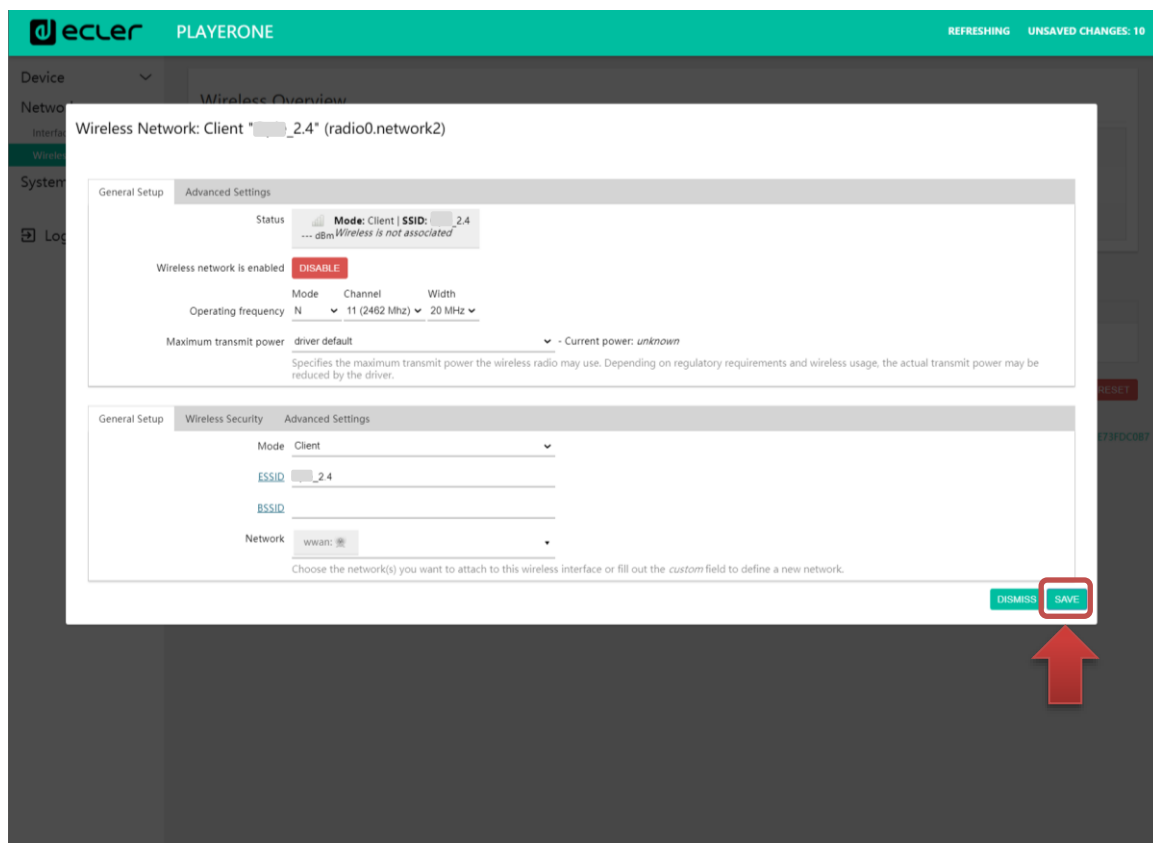 ecler PLAYERONE REFRESHING UNSAVED CHANGES: 10
Device
Wireless Overview
Netwo
Interfac
Wireles
System
Log
RESET
E73FDC0B7
Wireless Network: Client " _2.4" (radio0.network2)
General Setup Advanced Settings
Status Mode: Client | SSID: _2.4
--- dBm Wireless is not associated
Wireless network is enabled DISABLE
Mode Channel Width
Operating frequency N 11 (2462 Mhz) 20 MHz
Maximum transmit power driver default - Current power: unknown
Specifies the maximum transmit power the wireless radio may use. Depending on regulatory requirements and wireless usage, the actual transmit power may be
reduced by the driver.
General Setup Wireless Security Advanced Settings
Mode Client
ESSID _2.4
BSSID
Network wwan:
Choose the network(s) you want to attach to this wireless interface or fill out the custom field to define a new network.
DISMISS SAVE